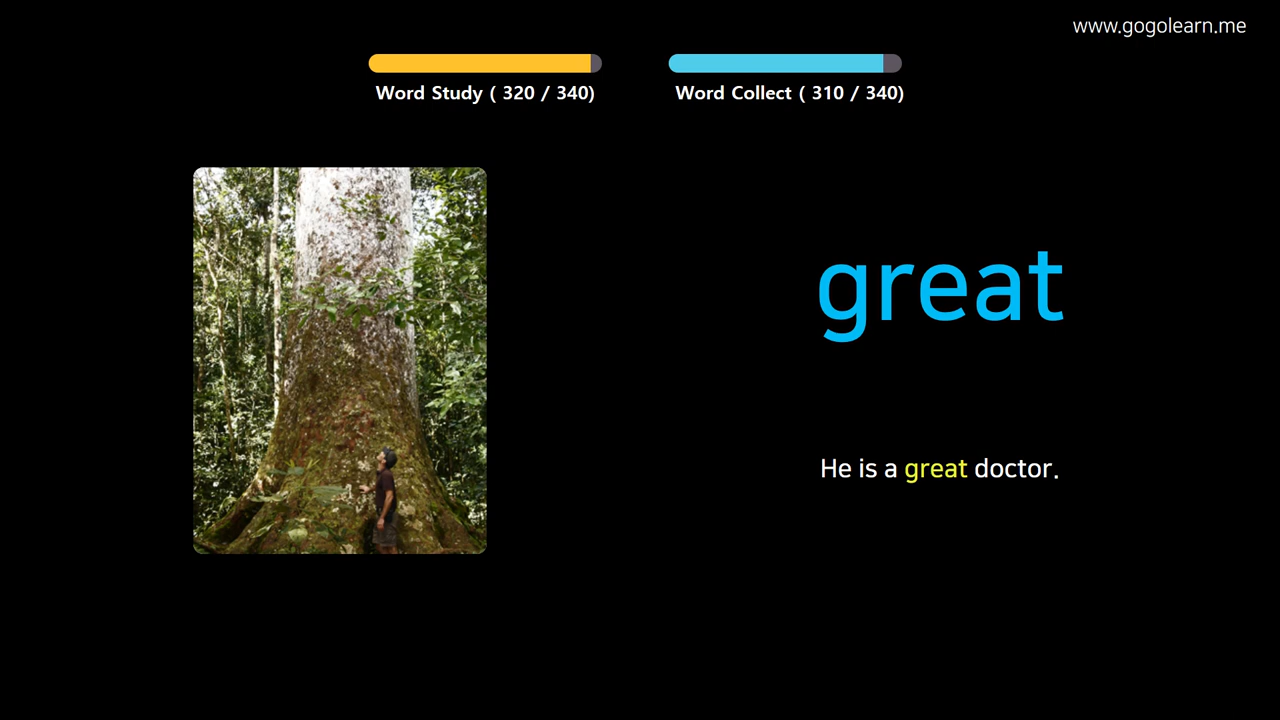 www.gogolearn.me
Word Study ( 320 / 340)
Word Collect ( 310 / 340)
great
He is a great doctor.